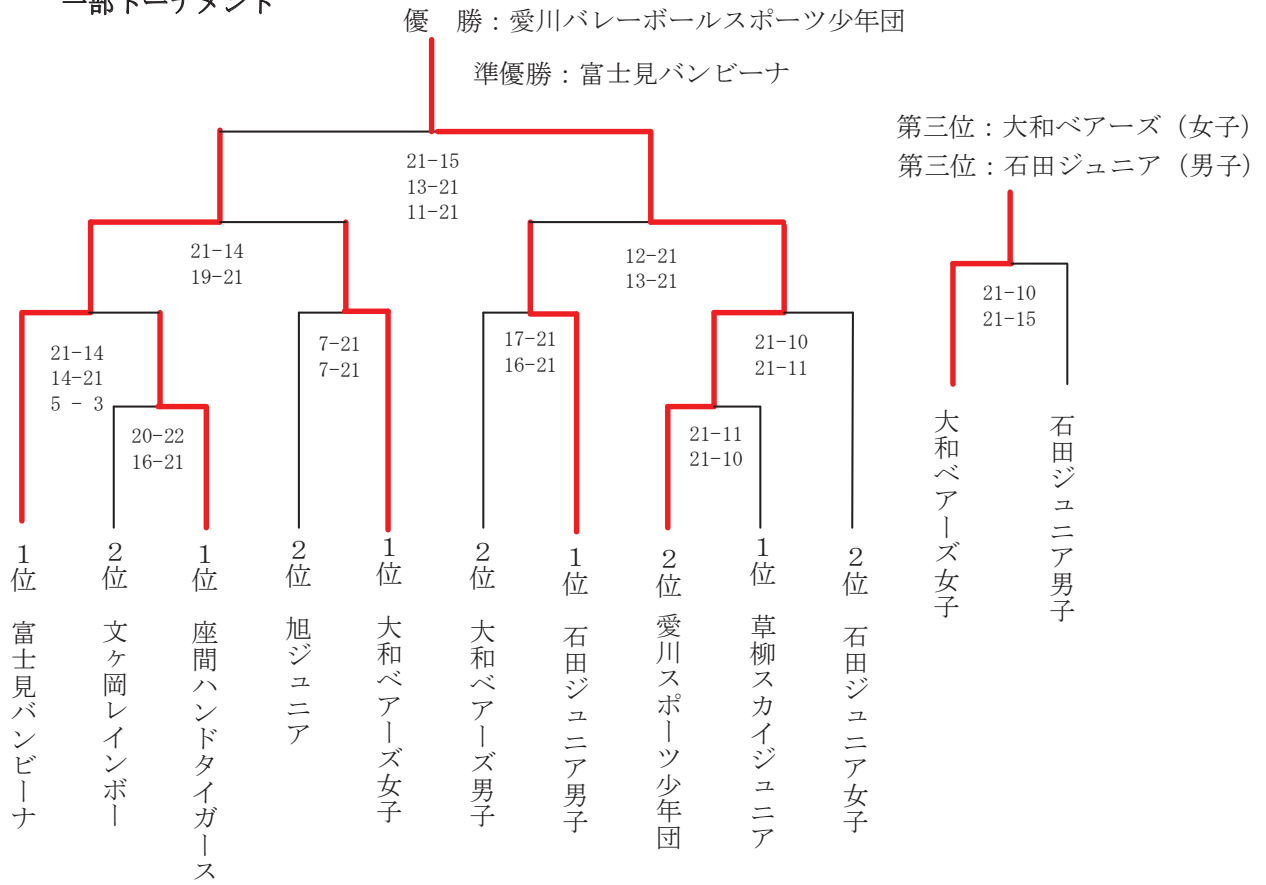 一部トーナメント
優　勝：愛川バレーボールスポーツ少年団
準優勝：富士見バンビーナ
第三位：大和ベアーズ（女子）
第三位：石田ジュニア（男子）
21-15
13-21
11-21
21-14
19-21
12-21
13-21
21-10
21-15
21-14
14-21
5 - 3
7-21
7-21
17-21
16-21
21-10
21-11
20-22
16-21
21-11
21-10
1位　富士見バンビーナ
2位　文ヶ岡レインボー
1位　座間ハンドタイガース
2位　旭ジュニア
1位　大和ベアーズ女子
2位　大和ベアーズ男子
1位　石田ジュニア男子
2位　愛川スポーツ少年団
1位　草柳スカイジュニア
2位　石田ジュニア女子
大和ベアーズ女子
石田ジュニア男子